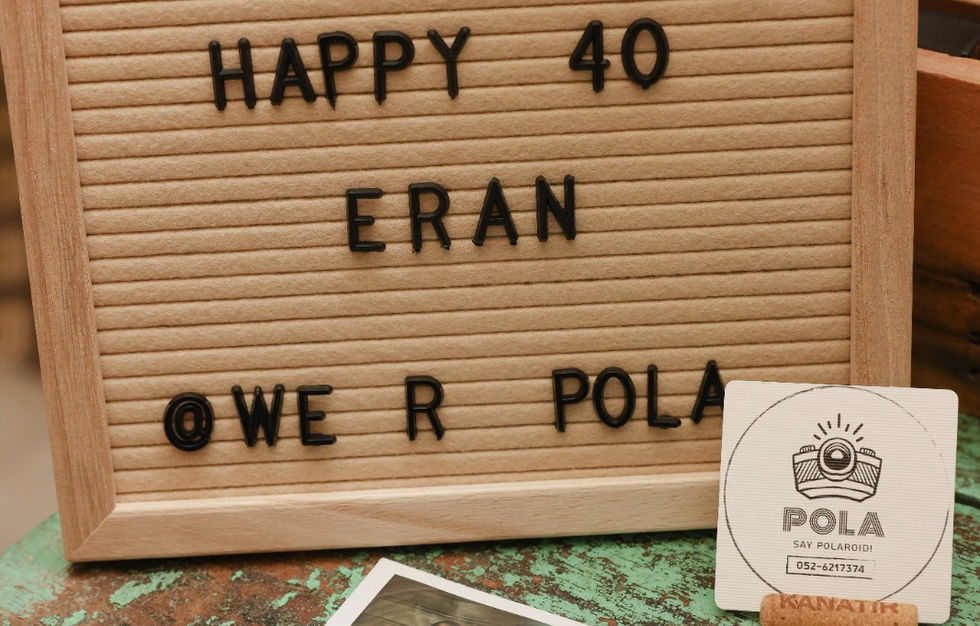 HAPPY 40
ERAN
@WE R POLA
POLA
SAY POLAROID!
052-6217374
KANATIR